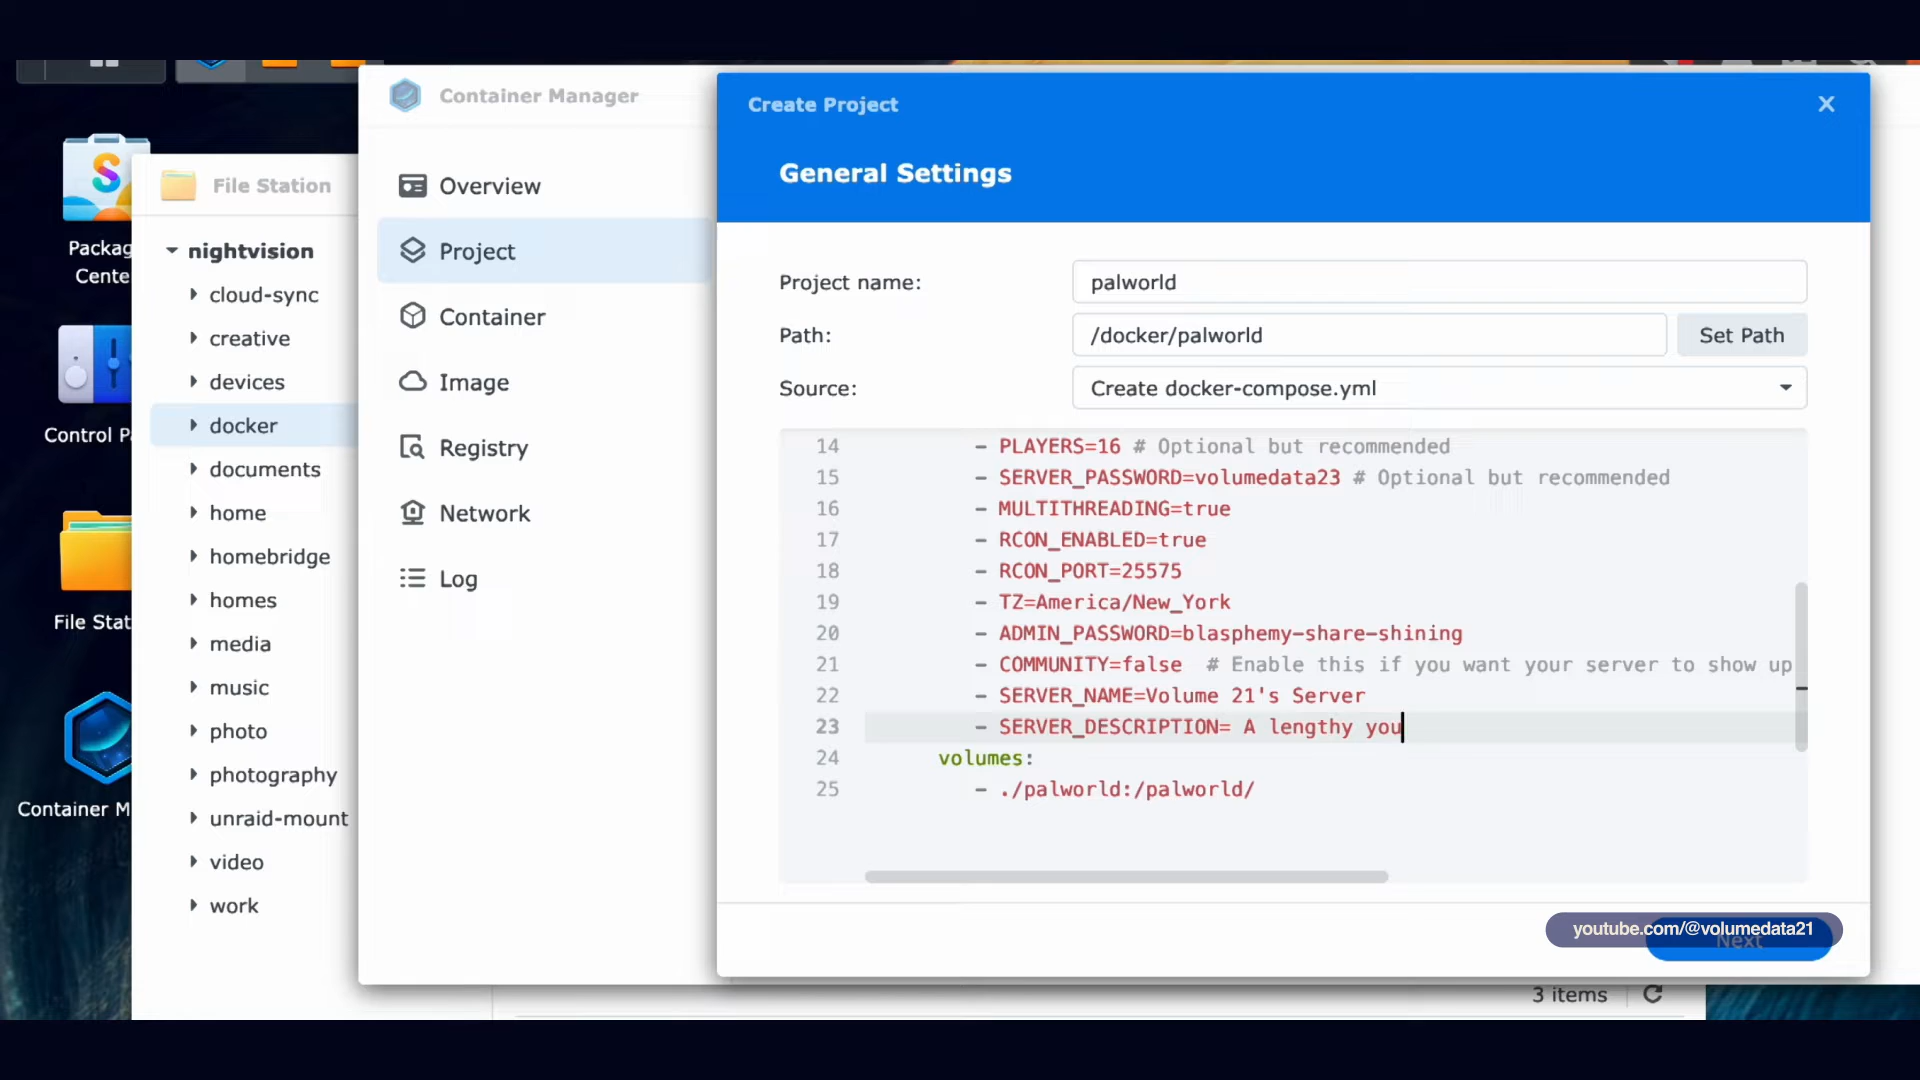 Container Manager
Create Project
General Settings
File Station
Packag
Cente
Control P
File Stat
Container M
nightvision
cloud-sync
creative
devices
docker
documents
home
homebridge
homes
media
music
photo
photography
unraid-mount
video
work
Overview
Project
Container
Image
Registry
Network
Log
Project name:
palworld
Path:
/docker/palworld
Set Path
Source:
Create docker-compose.yml
14 - PLAYERS=16 # Optional but recommended
15 - SERVER_PASSWORD=volumedata23 # Optional but recommended
16 - MULTITHREADING=true
17 - RCON_ENABLED=true
18 - RCON_PORT=25575
19 - TZ=America/New_York
20 - ADMIN_PASSWORD=blasphemy-share-shining
21 - COMMUNITY=false  # Enable this if you want your server to show up
22 - SERVER_NAME=Volume 21's Server
23 - SERVER_DESCRIPTION= A lengthy you
24 volumes:
25 - ./palworld:/palworld/
youtube.com/@volumedata21
Next
3 items